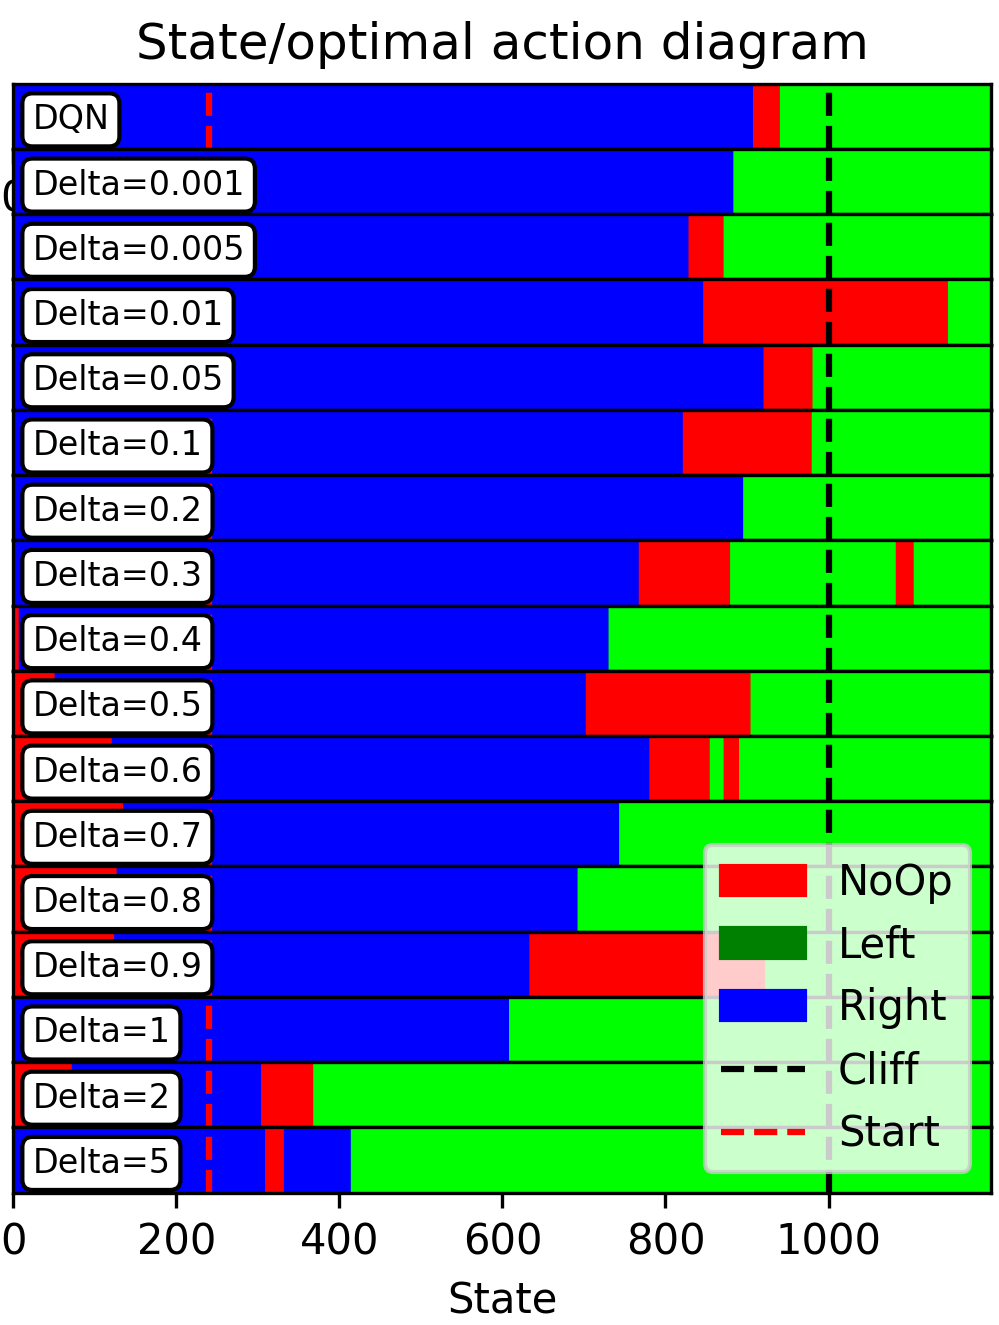 State/optimal action diagram
DQN
Delta=0.001
Delta=0.005
Delta=0.01
Delta=0.05
Delta=0.1
Delta=0.2
Delta=0.3
Delta=0.4
Delta=0.5
Delta=0.6
Delta=0.7
Delta=0.8
Delta=0.9
Delta=1
Delta=2
Delta=5
NoOp
Left
Right
Cliff
Start
0 200 400 600 800 1000
State